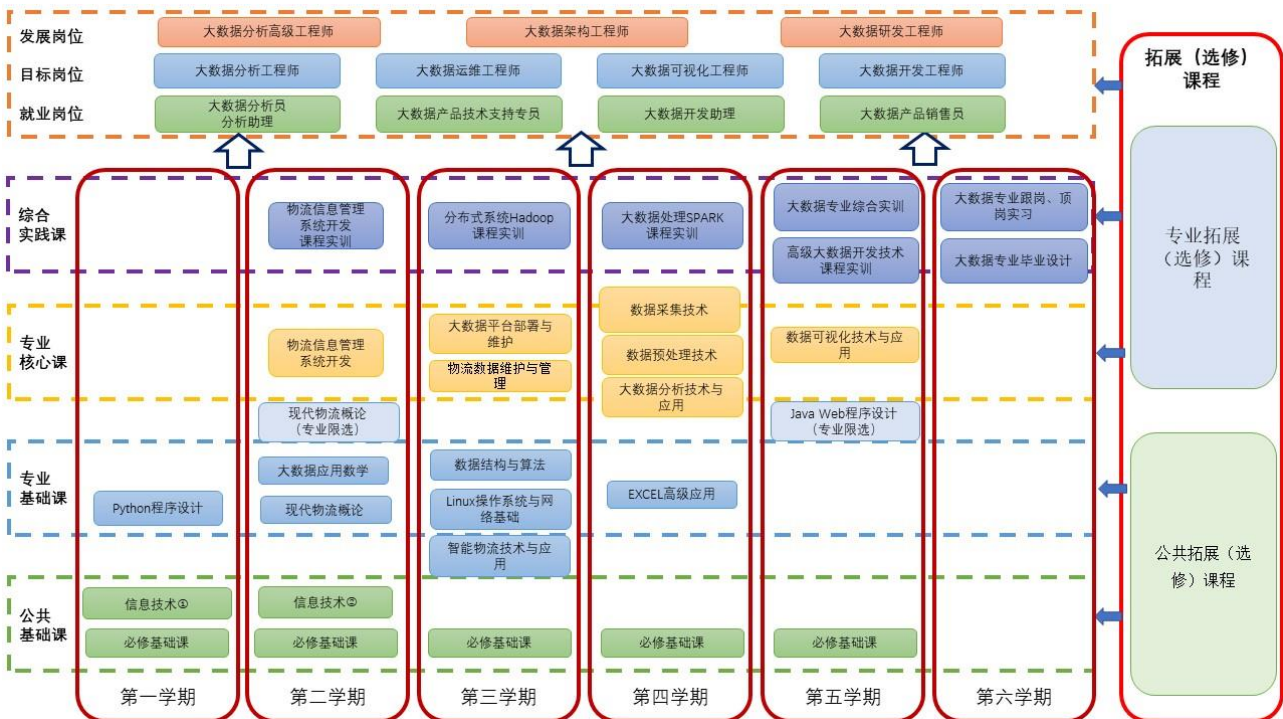 发展岗位
大数据分析高级工程师
大数据架构工程师
大数据研发工程师
目标岗位
大数据分析工程师
大数据运维工程师
大数据可视化工程师
大数据开发工程师
就业岗位
大数据分析员
分析助理
大数据产品技术支持专员
大数据开发助理
大数据产品销售员
拓展（选修）
课程
综合
实践课
物流信息管理
系统开发
课程实训
分布式系统Hadoop
课程实训
大数据处理SPARK
课程实训
大数据专业综合实训
高级大数据开发技术
课程实训
大数据专业跟岗、顶
岗实习
大数据专业毕业设计
专业拓展
（选修）课
程
专业
核心课
物流信息管理
系统开发
大数据平台部署与
维护
物流数据维护与管
理
数据采集技术
数据预处理技术
大数据分析技术与
应用
数据可视化技术与应
用
现代物流概论
（专业限选）
Java Web程序设计
（专业限选）
专业
基础课
Python程序设计
大数据应用数学
现代物流概论
数据结构与算法
Linux操作系统与网
络基础
智能物流技术与应
用
EXCEL高级应用
公共拓展（选
修）课程
公共
基础课
信息技术①
必修基础课
信息技术②
必修基础课
必修基础课
必修基础课
必修基础课
第一学期
第二学期
第三学期
第四学期
第五学期
第六学期